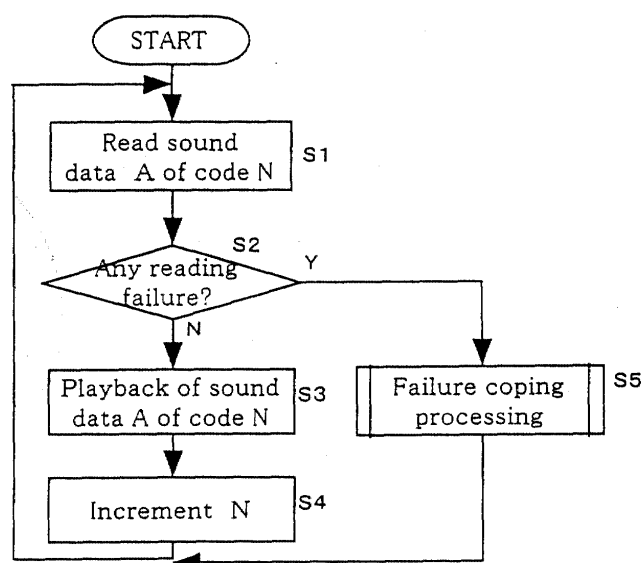 START
Read sound
data A of code N
S1
S2
Any reading
failure?
Y
N
Playback of sound
data A of code N
S3
Failure coping
processing
S5
Increment N
S4